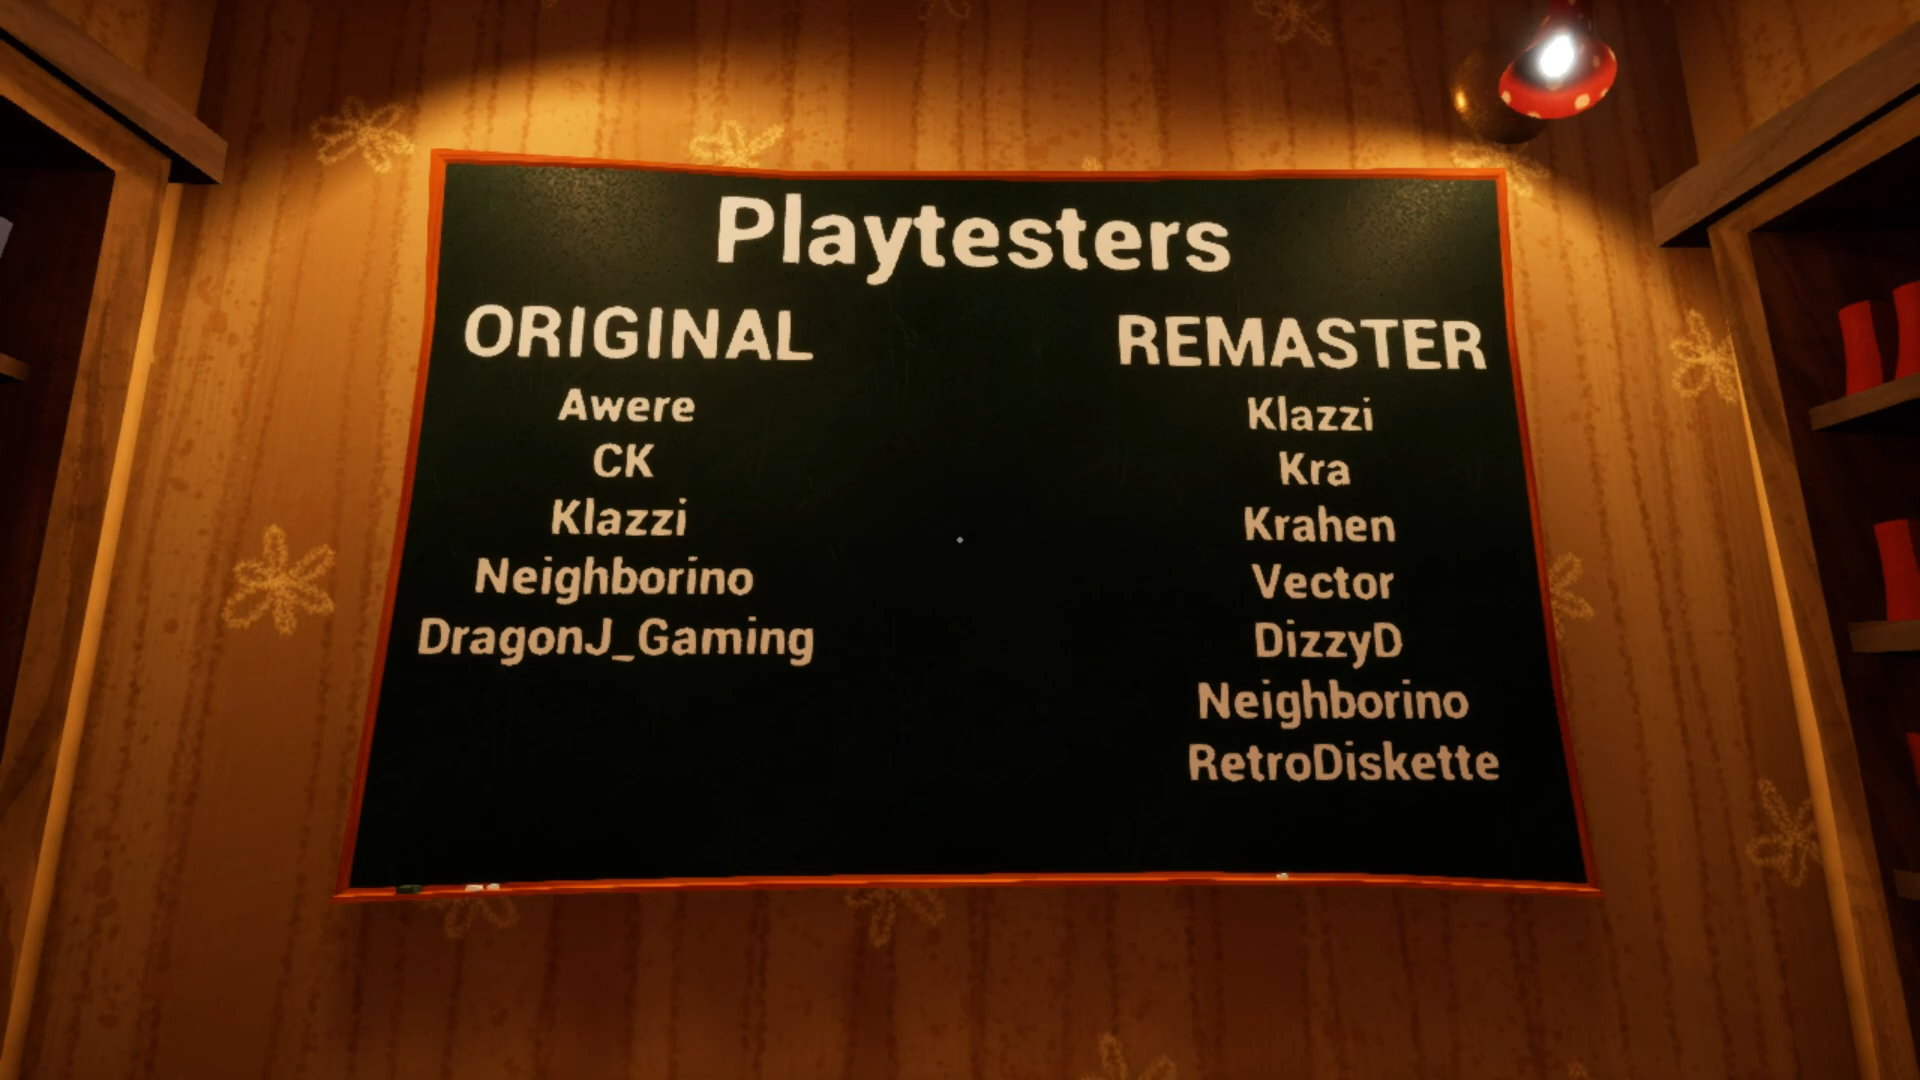 Playtesters
ORIGINAL
Awere
CK
Klazzi
Neighborino
DragonJ_Gaming
REMASTER
Klazzi
Kra
Krahen
Vector
DizzyD
Neighborino
RetroDiskette